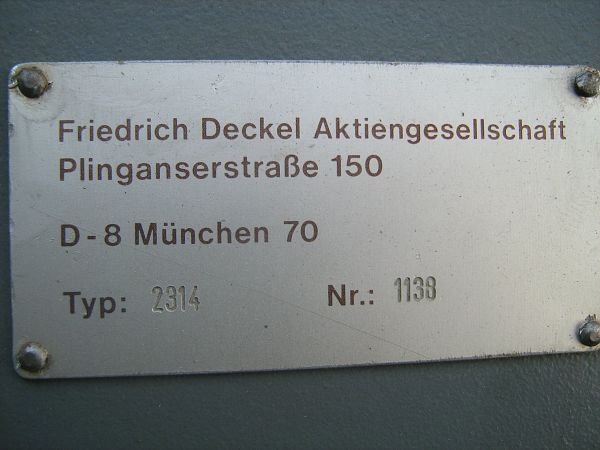 Friedrich Deckel Aktiengesellschaft
Plinganserstraße 150
D-8 München 70
Typ: 2314 Nr.: 1138